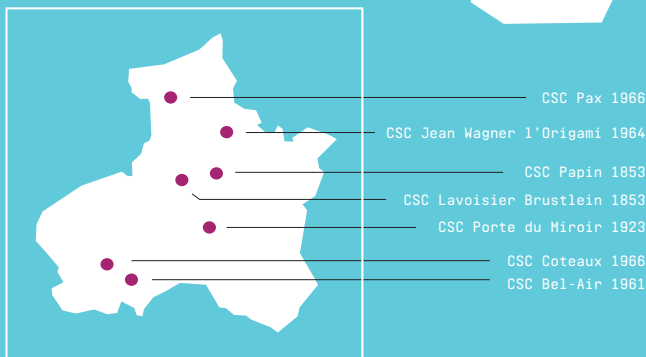 CSC Pax 1966
CSC Jean Wagner l'Origami 1964
CSC Papin 1853
CSC Lavoisier Brustlein 1853
CSC Porte du Miroir 1923
CSC Coteaux 1966
CSC Bel-Air 1961